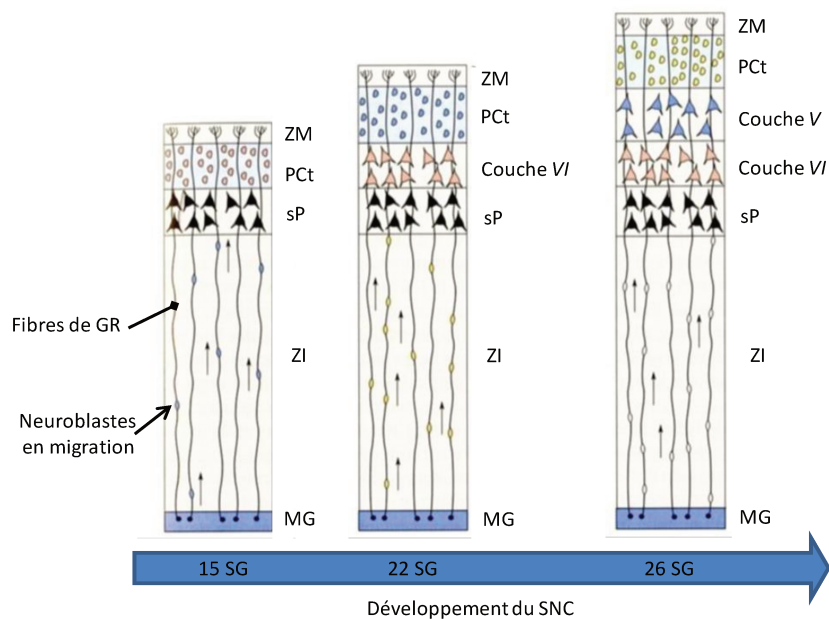 ZM
PCt
sP
Fibres de GR
ZI
Neuroblastes
en migration
MG
ZM
PCt
Couche VI
sP
ZI
MG
ZM
PCt
Couche V
Couche VI
sP
ZI
MG
15 SG
22 SG
26 SG
Développement du SNC